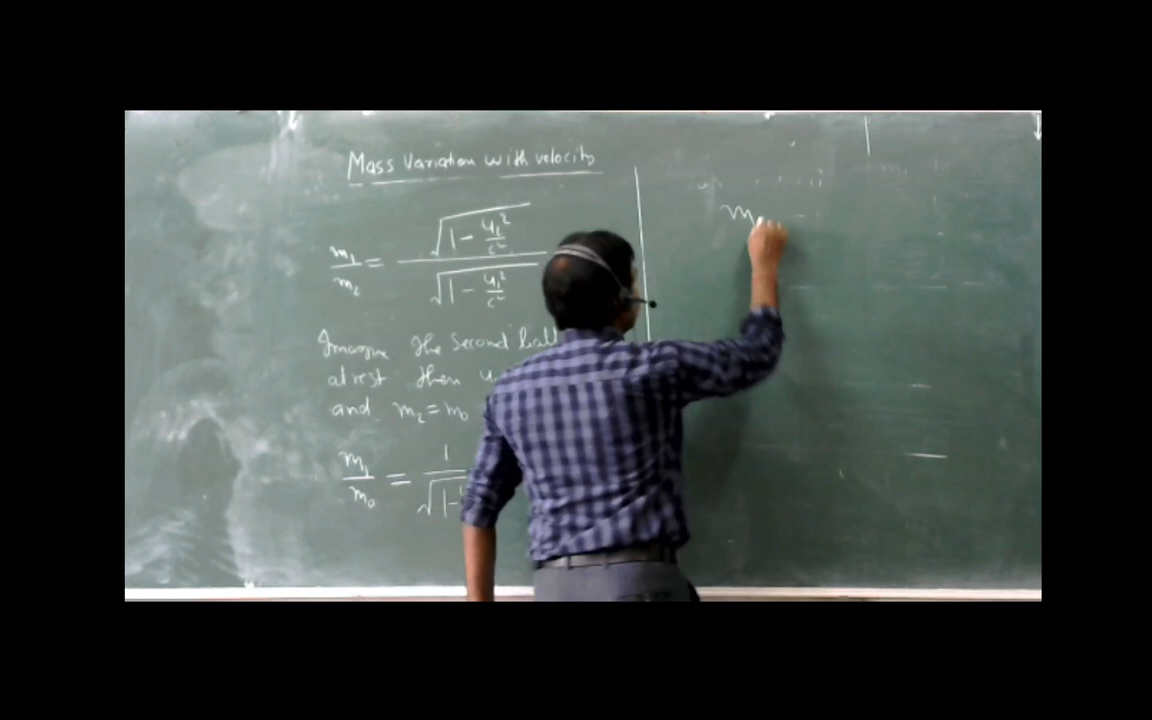 Mass Variation with velocity
m₁/m₂ = √(1 - u₂²/c²) / √(1 - u₁²/c²)
Imagine the second ball
at rest then u
and m₂ = m₀
m₁/m₀ = 1 / √(1-
m